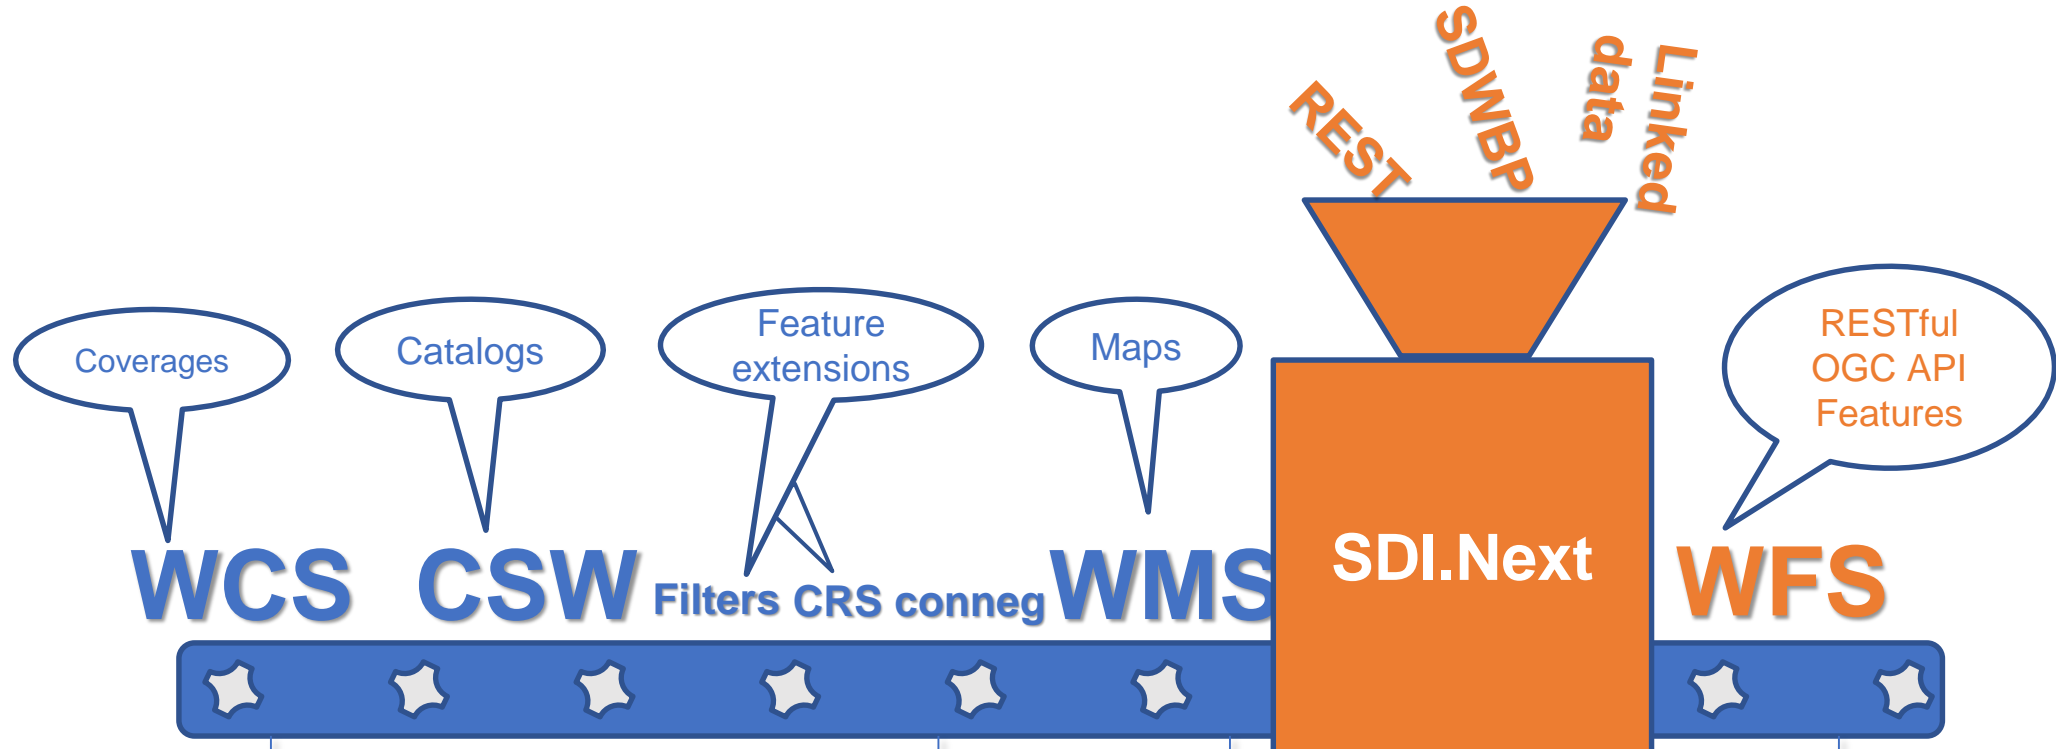 REST
SDWBP
Linked
data
Coverages
Catalogs
Feature
extensions
Maps
RESTful
OGC API
Features
WCS
CSW
Filters
CRS
conneg
WMS
SDI.Next
WFS